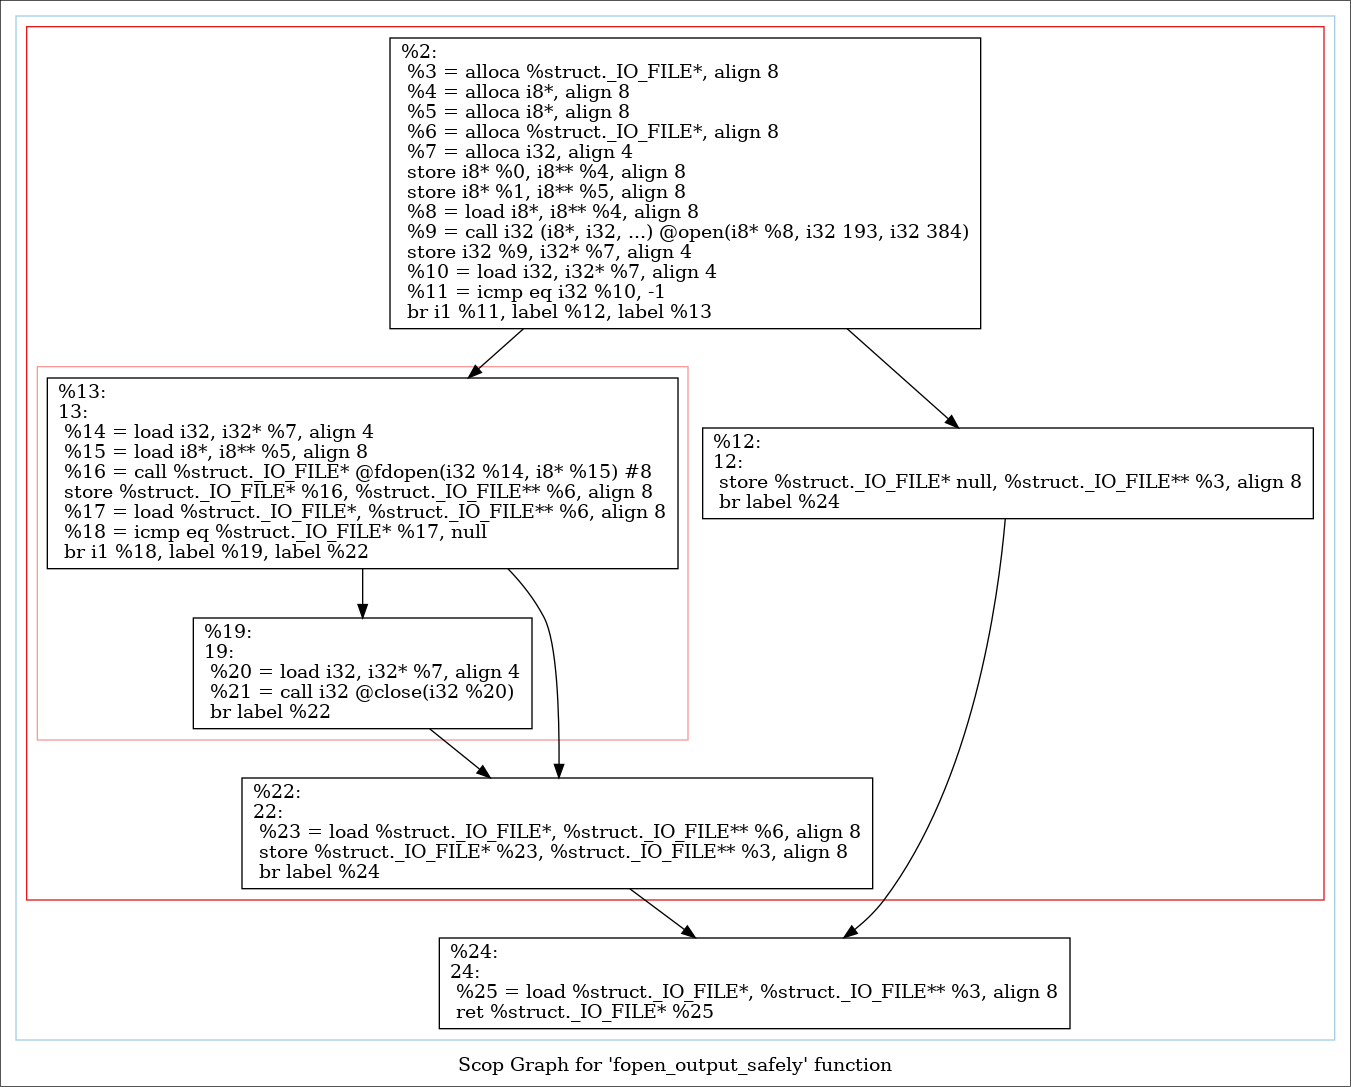 %2:
%3 = alloca %struct._IO_FILE*, align 8
%4 = alloca i8*, align 8
%5 = alloca i8*, align 8
%6 = alloca %struct._IO_FILE*, align 8
%7 = alloca i32, align 4
store i8* %0, i8** %4, align 8
store i8* %1, i8** %5, align 8
%8 = load i8*, i8** %4, align 8
%9 = call i32 (i8*, i32, ...) @open(i8* %8, i32 193, i32 384)
store i32 %9, i32* %7, align 4
%10 = load i32, i32* %7, align 4
%11 = icmp eq i32 %10, -1
br i1 %11, label %12, label %13
%13:
13:
%14 = load i32, i32* %7, align 4
%15 = load i8*, i8** %5, align 8
%16 = call %struct._IO_FILE* @fdopen(i32 %14, i8* %15) #8
store %struct._IO_FILE* %16, %struct._IO_FILE** %6, align 8
%17 = load %struct._IO_FILE*, %struct._IO_FILE** %6, align 8
%18 = icmp eq %struct._IO_FILE* %17, null
br i1 %18, label %19, label %22
%12:
12:
store %struct._IO_FILE* null, %struct._IO_FILE** %3, align 8
br label %24
%19:
19:
%20 = load i32, i32* %7, align 4
%21 = call i32 @close(i32 %20)
br label %22
%22:
22:
%23 = load %struct._IO_FILE*, %struct._IO_FILE** %6, align 8
store %struct._IO_FILE* %23, %struct._IO_FILE** %3, align 8
br label %24
%24:
24:
%25 = load %struct._IO_FILE*, %struct._IO_FILE** %3, align 8
ret %struct._IO_FILE* %25
Scop Graph for 'fopen_output_safely' function